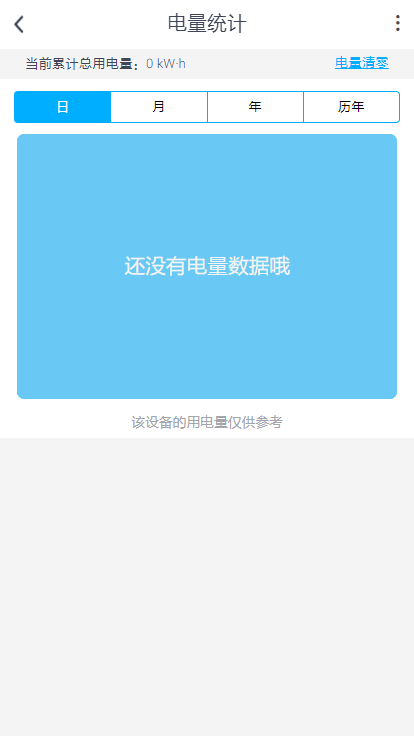 电量统计
当前累计总用电量：0 kW·h 电量清零
日 月 年 历年
还没有电量数据哦
该设备的用电量仅供参考